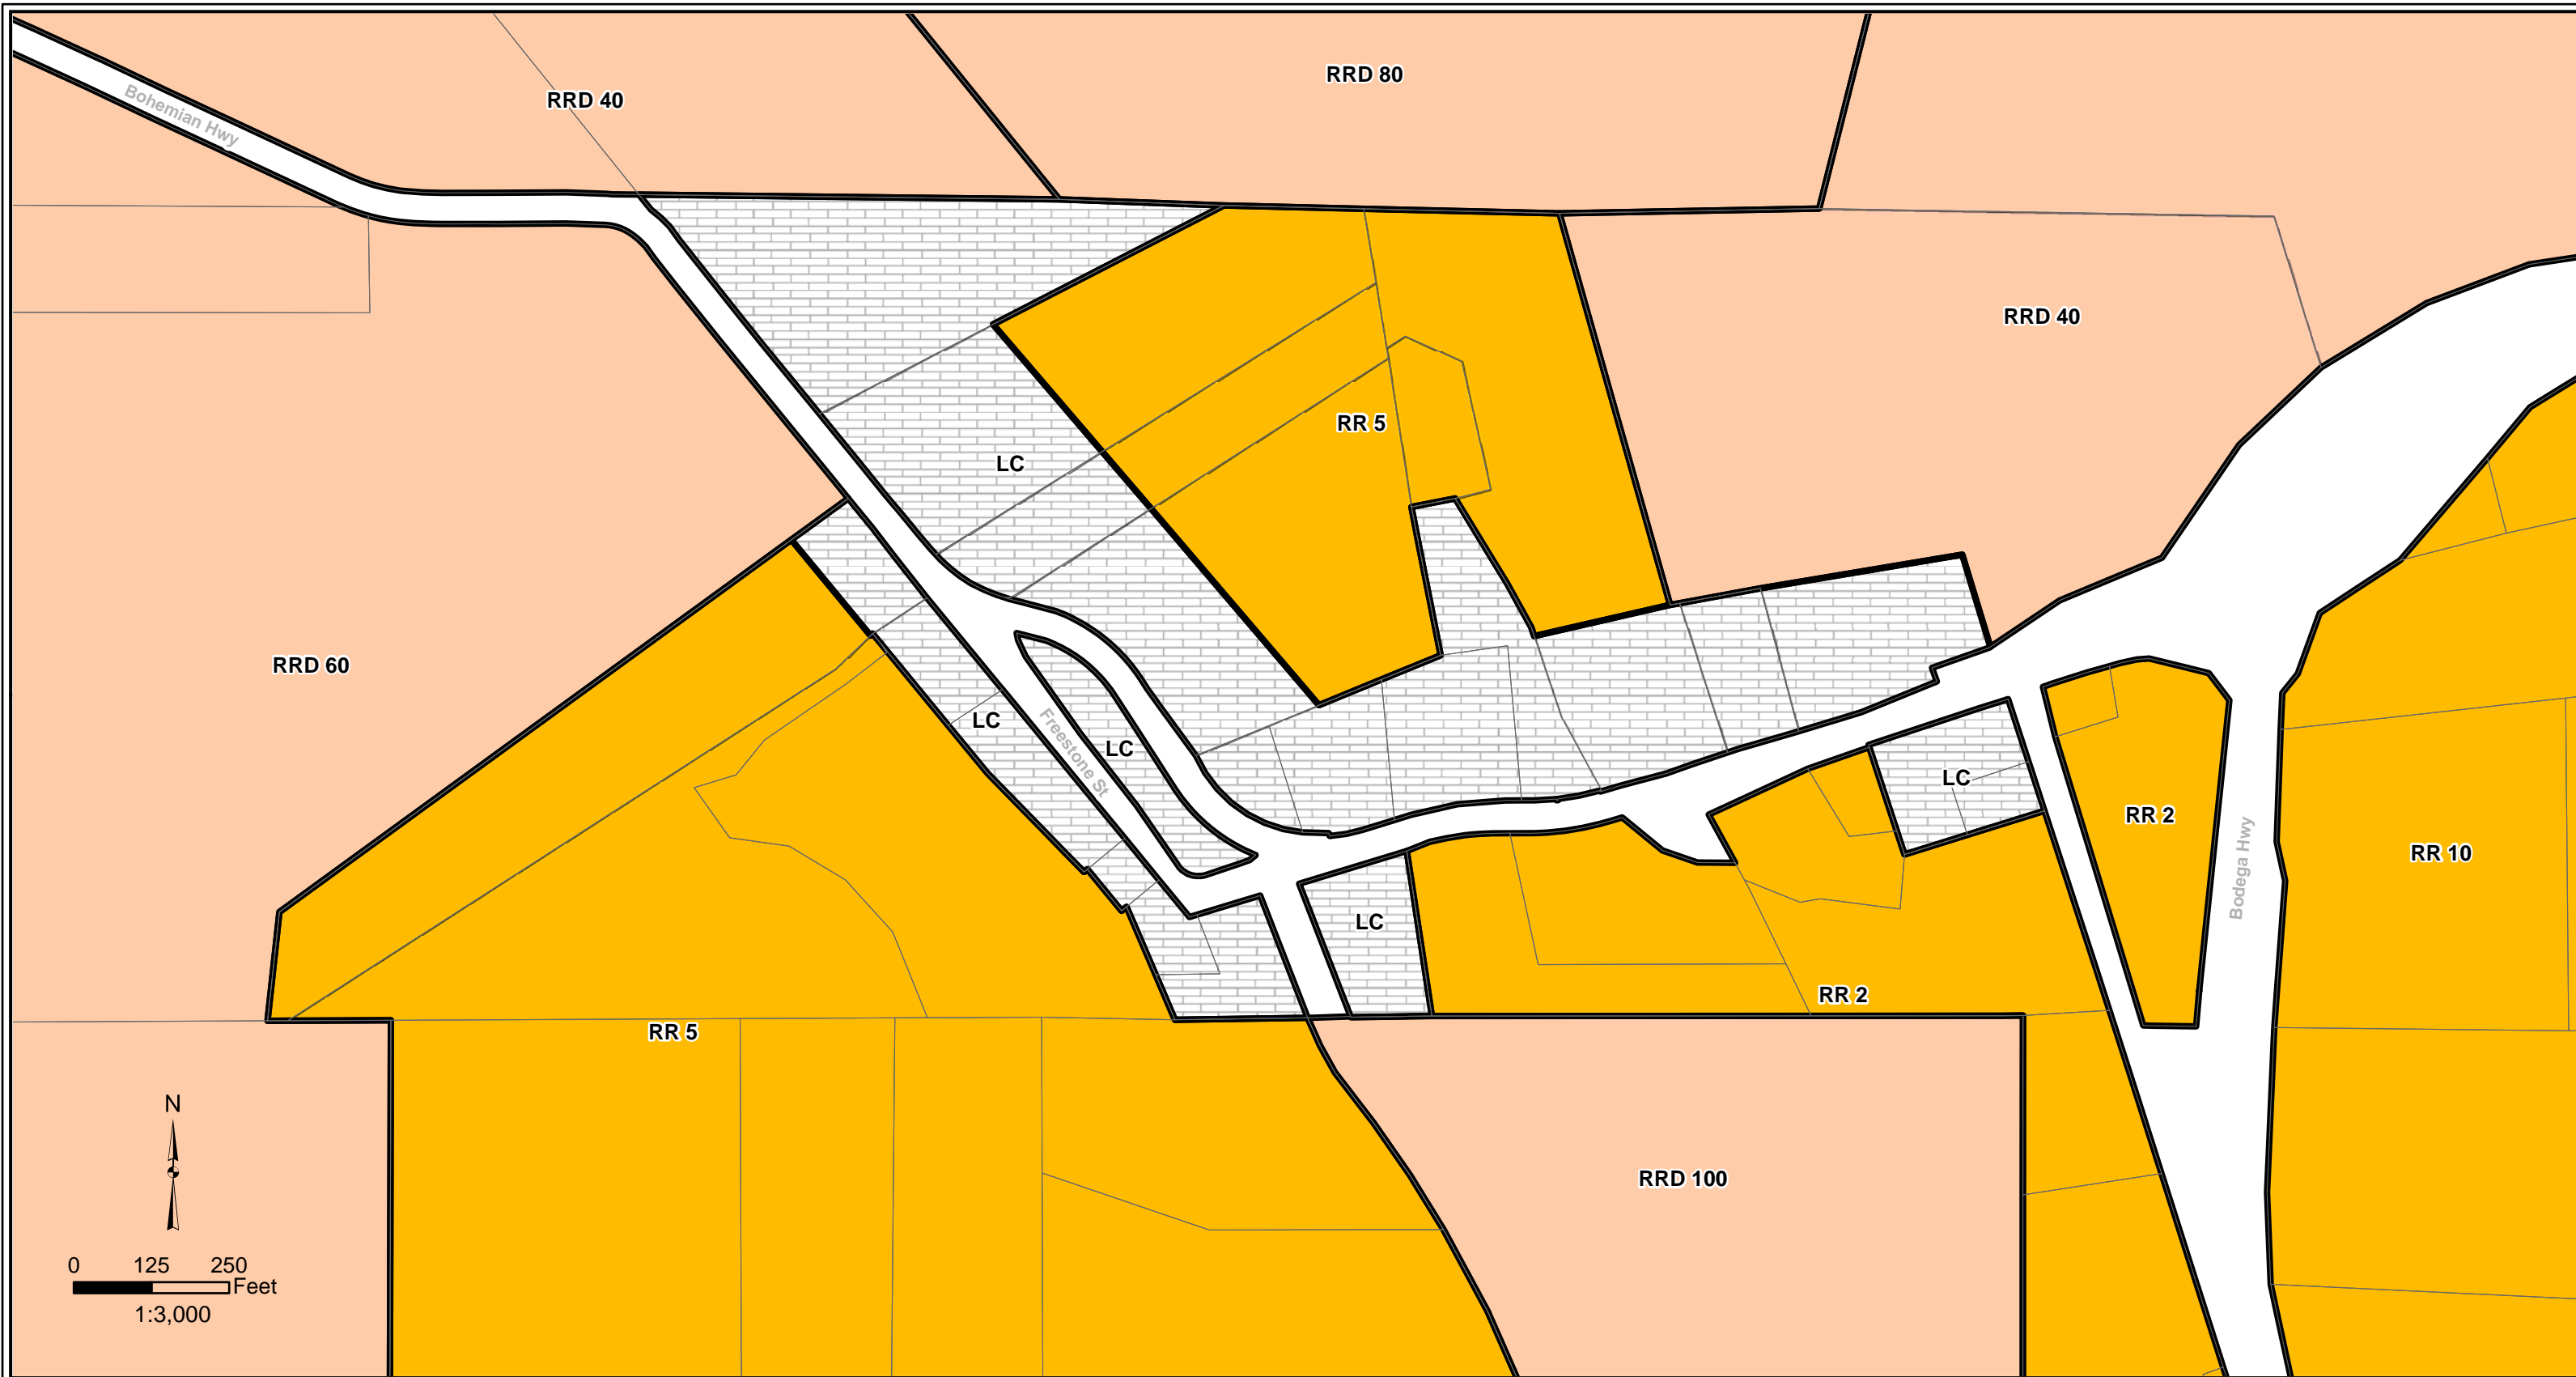 RRD 80
RRD 40
Bohemian Hwy
RRD 40
RR 5
LC
RRD 60
LC
Freestone St
LC
LC
RR 2
Bodega Hwy
RR 10
LC
RR 2
RR 5
RRD 100
N
0 125 250
Feet
1:3,000